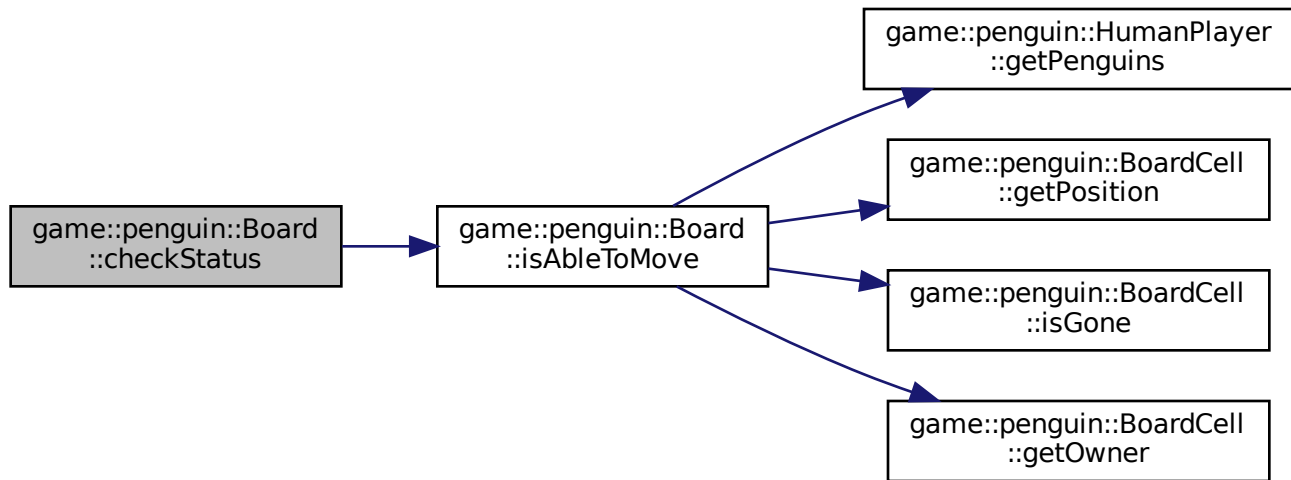 game::penguin::Board
::checkStatus
game::penguin::Board
::isAbleToMove
game::penguin::HumanPlayer
::getPenguins
game::penguin::BoardCell
::getPosition
game::penguin::BoardCell
::isGone
game::penguin::BoardCell
::getOwner